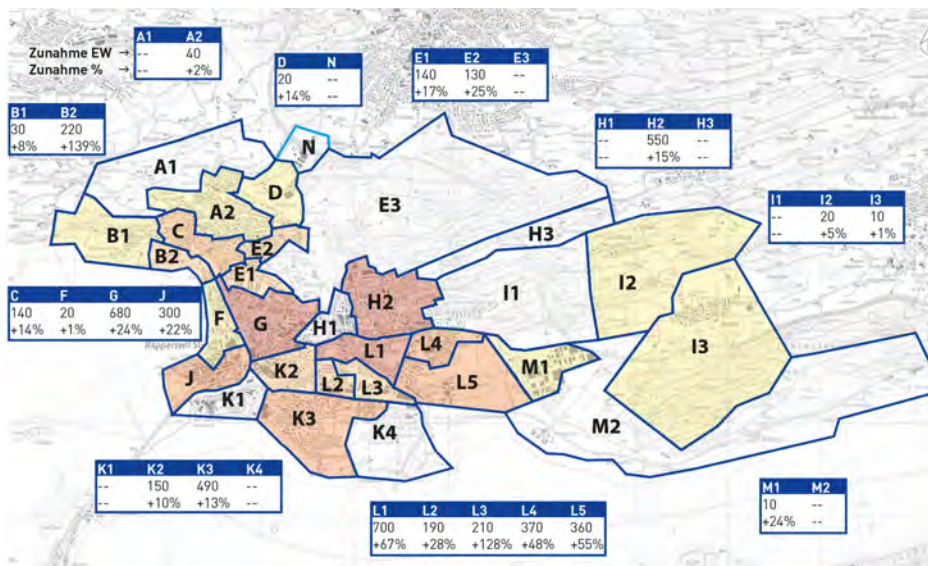 A1 A2
Zunahme EW → -- 40
Zunahme % → -- +2%
D N
20 --
+14% --
E1 E2 E3
140 130 --
+17% +25% --
B1 B2
30 220
+8% +139%
H1 H2 H3
-- 550 --
-- +15% --
I1 I2 I3
-- 20 10
-- +5% +1%
N
A1
D
E3
A2
B1
C
H3
E2
B2
E1
I2
I1
H2
C F G J
140 20 680 300
+14% +1% +24% +22%
F
G
H1
L4
L1
I3
M1
K2
J
L2
L3
L5
K1
K3
K4
M2
K1 K2 K3 K4
-- 150 490 --
-- +10% +13% --
L1 L2 L3 L4 L5
700 190 210 370 360
+67% +28% +128% +48% +55%
M1 M2
10 --
+24% --